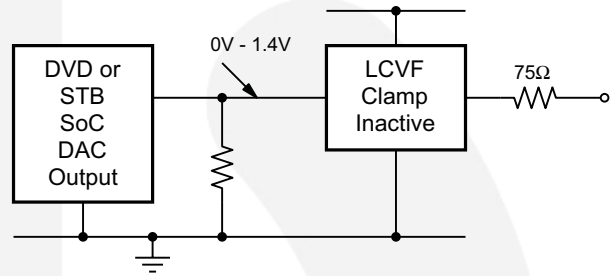 DVD or
STB
SoC
DAC
Output
0V - 1.4V
LCVF
Clamp
Inactive
75Ω